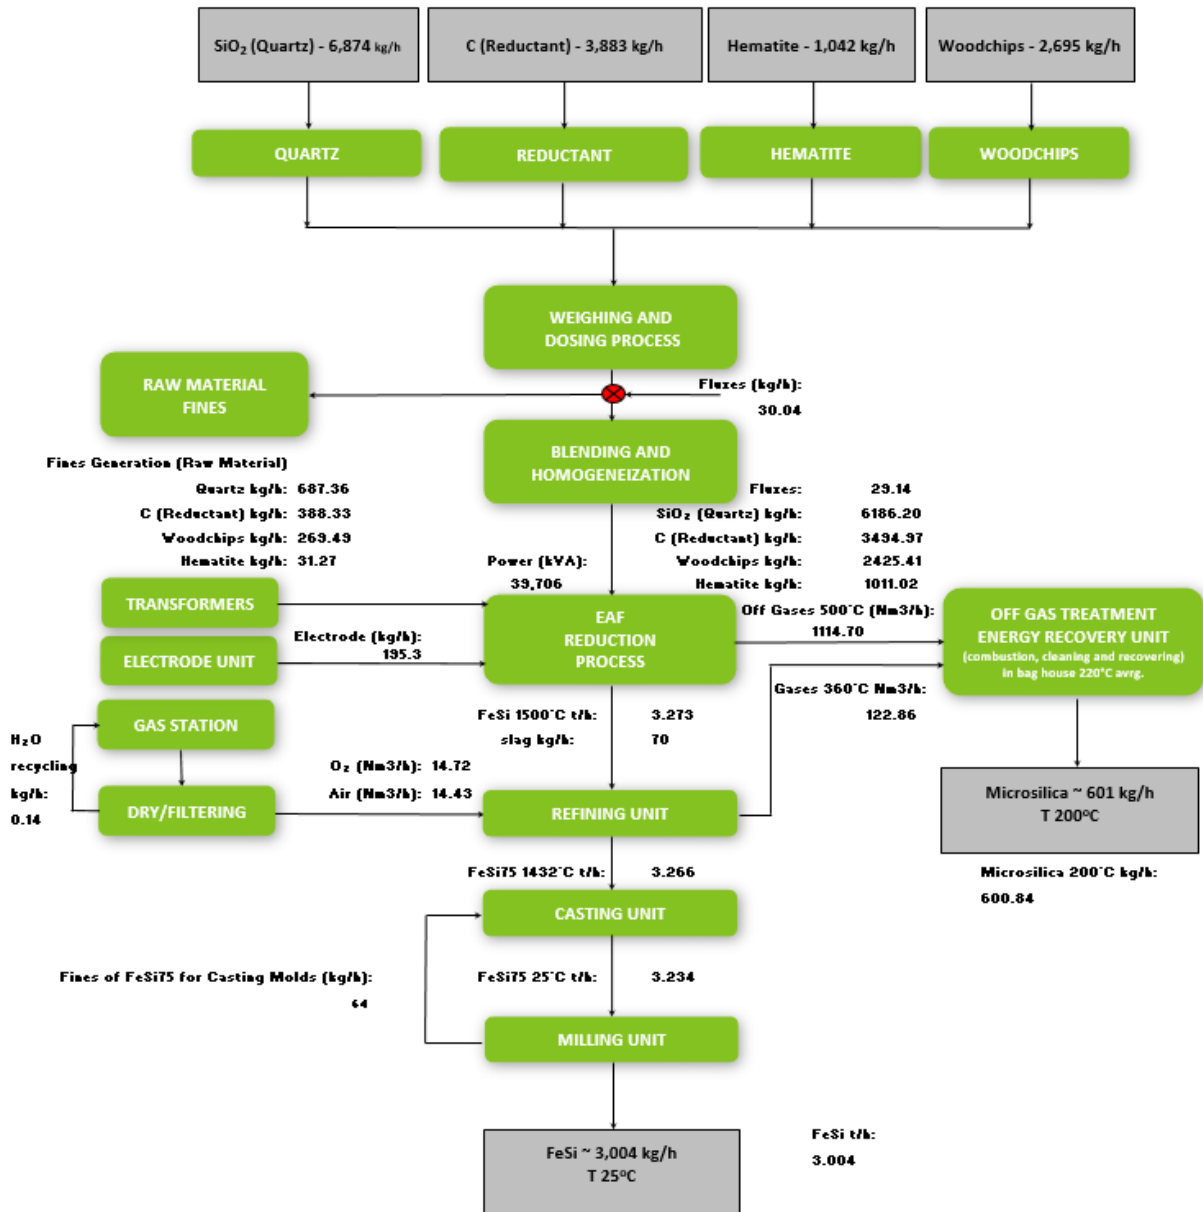 SiO₂ (Quartz) - 6,874 kg/h
C (Reductant) - 3,883 kg/h
Hematite - 1,042 kg/h
Woodchips - 2,695 kg/h
QUARTZ
REDUCTANT
HEMATITE
WOODCHIPS
WEIGHING AND
DOSING PROCESS
RAW MATERIAL
FINES
Fluxes (kg/h):
30.04
BLENDING AND
HOMOGENEIZATION
Fines Generation (Raw Material)
Quartz kg/h: 687.36
C (Reductant) kg/h: 388.33
Woodchips kg/h: 269.49
Hematite kg/h: 31.27
Fluxes: 29.14
SiO₂ (Quartz) kg/h: 6186.20
C (Reductant) kg/h: 3494.97
Woodchips kg/h: 2425.41
Hematite kg/h: 1011.02
Power (kVA):
39,706
TRANSFORMERS
Electrode (kg/h):
195.3
ELECTRODE UNIT
EAF
REDUCTION
PROCESS
Off Gases 500°C (Nm3/h):
1114.70
OFF GAS TREATMENT
ENERGY RECOVERY UNIT
(combustion, cleaning and recovering)
in bag house 220°C avrg.
Gases 360°C Nm3/h:
122.86
GAS STATION
H₂O
recycling
kg/h:
0.14
DRY/FILTERING
FeSi 1500°C t/h: 3.273
slag kg/h: 70
O₂ (Nm3/h): 14.72
Air (Nm3/h): 14.43
REFINING UNIT
Microsilica ~ 601 kg/h
T 200°C
Microsilica 200°C kg/h:
600.84
FeSi75 1432°C t/h: 3.266
CASTING UNIT
Fines of FeSi75 for Casting Molds (kg/h):
64
FeSi75 25°C t/h: 3.234
MILLING UNIT
FeSi ~ 3,004 kg/h
T 25°C
FeSi t/h:
3.004